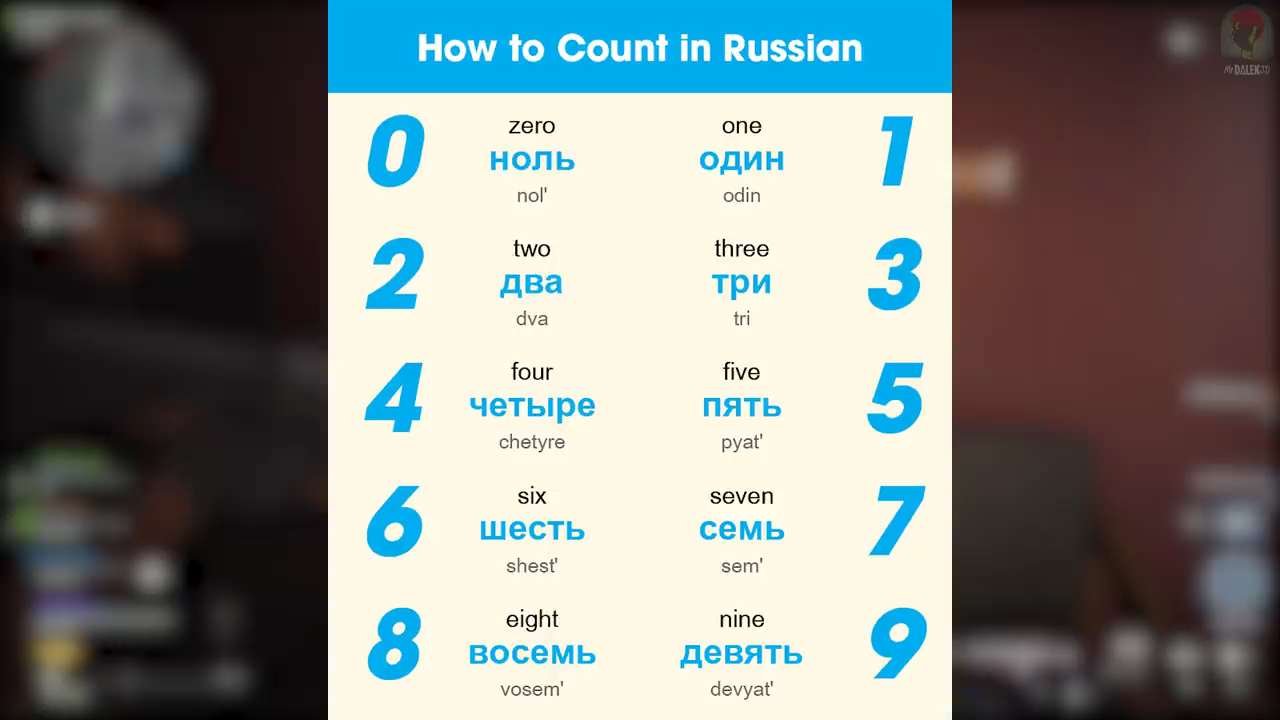 How to Count in Russian
0
zero
ноль
nol'
one
один
odin
1
2
two
два
dva
three
три
tri
3
4
four
четыре
chetyre
five
пять
pyat'
5
6
six
шесть
shest'
seven
семь
sem'
7
8
eight
восемь
vosem'
nine
девять
devyat'
9